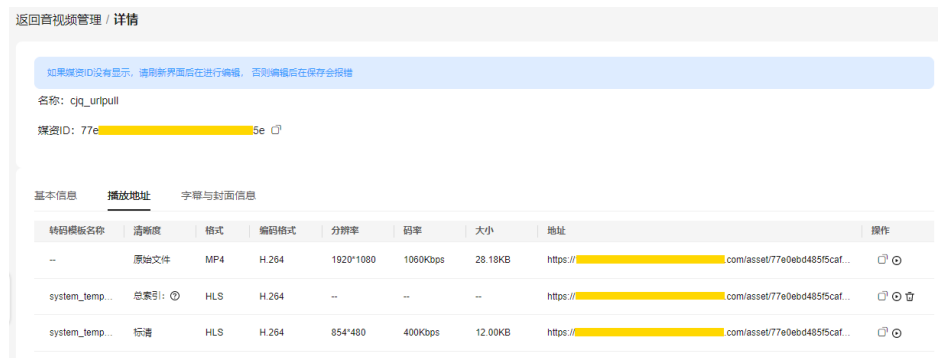 返回音视频管理 / 详情
如果媒资ID没有显示，请刷新界面后在进行编辑，否则编辑后在保存会报错
名称：cjq_urlpull
媒资ID：77e 5e
基本信息 播放地址 字幕与封面信息
转码模板名称 清晰度 格式 编码格式 分辨率 码率 大小 地址 操作
-- 原始文件 MP4 H.264 1920*1080 1060Kbps 28.18KB https:// .com/asset/77e0ebd485f5caf...
system_temp... 总索引： HLS H.264 -- -- -- https:// .com/asset/77e0ebd485f5caf...
system_temp... 标清 HLS H.264 854*480 400Kbps 12.00KB https:// .com/asset/77e0ebd485f5caf...